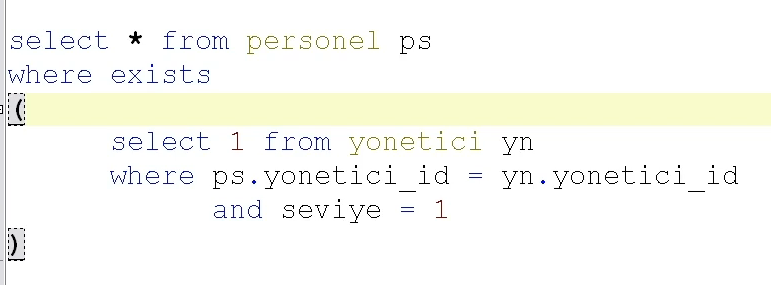 select * from personel ps
where exists
(
select 1 from yonetici yn
where ps.yonetici_id = yn.yonetici_id
and seviye = 1
)